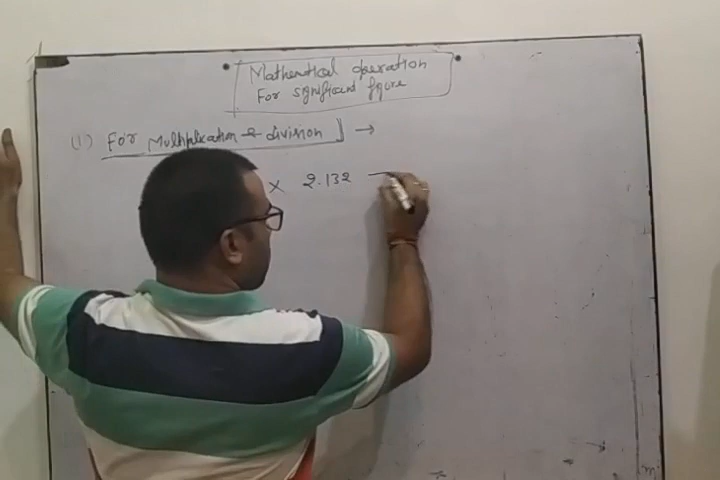 Mathematical operation
For significant figure
(1) For Multiplication & division →
× 2.132